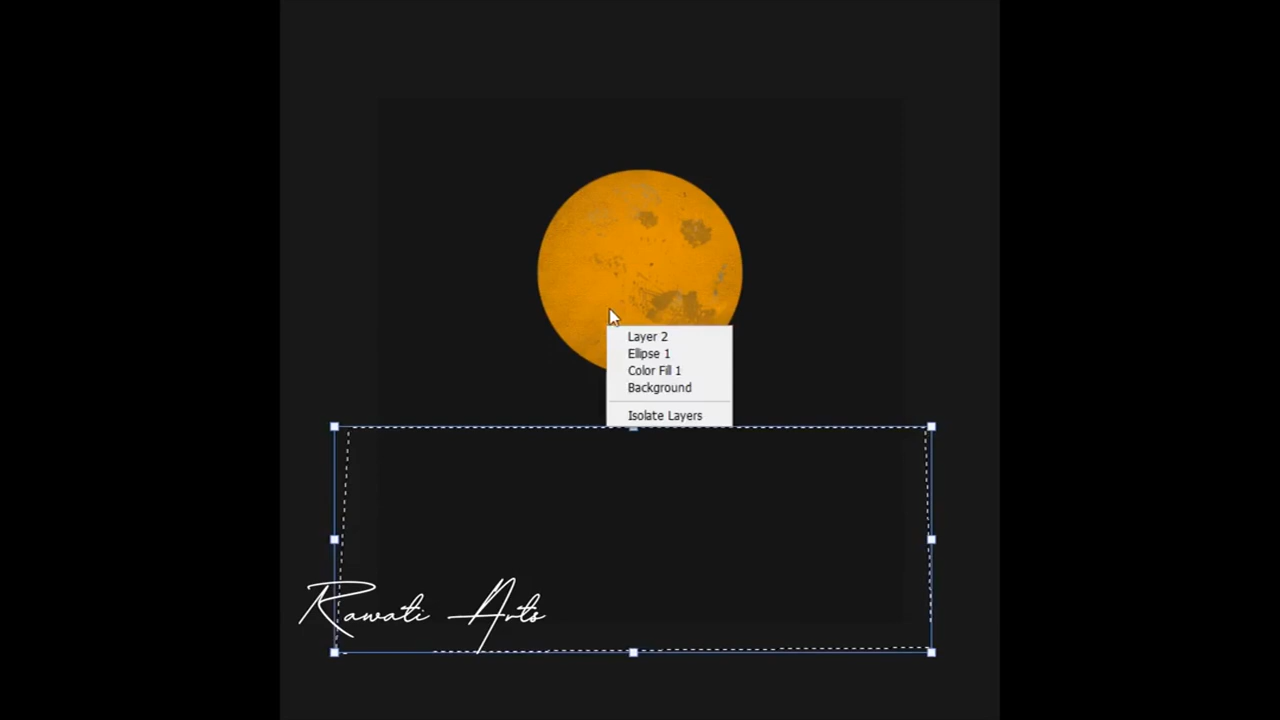 Layer 2
Ellipse 1
Color Fill 1
Background
Isolate Layers
Rawati Arts